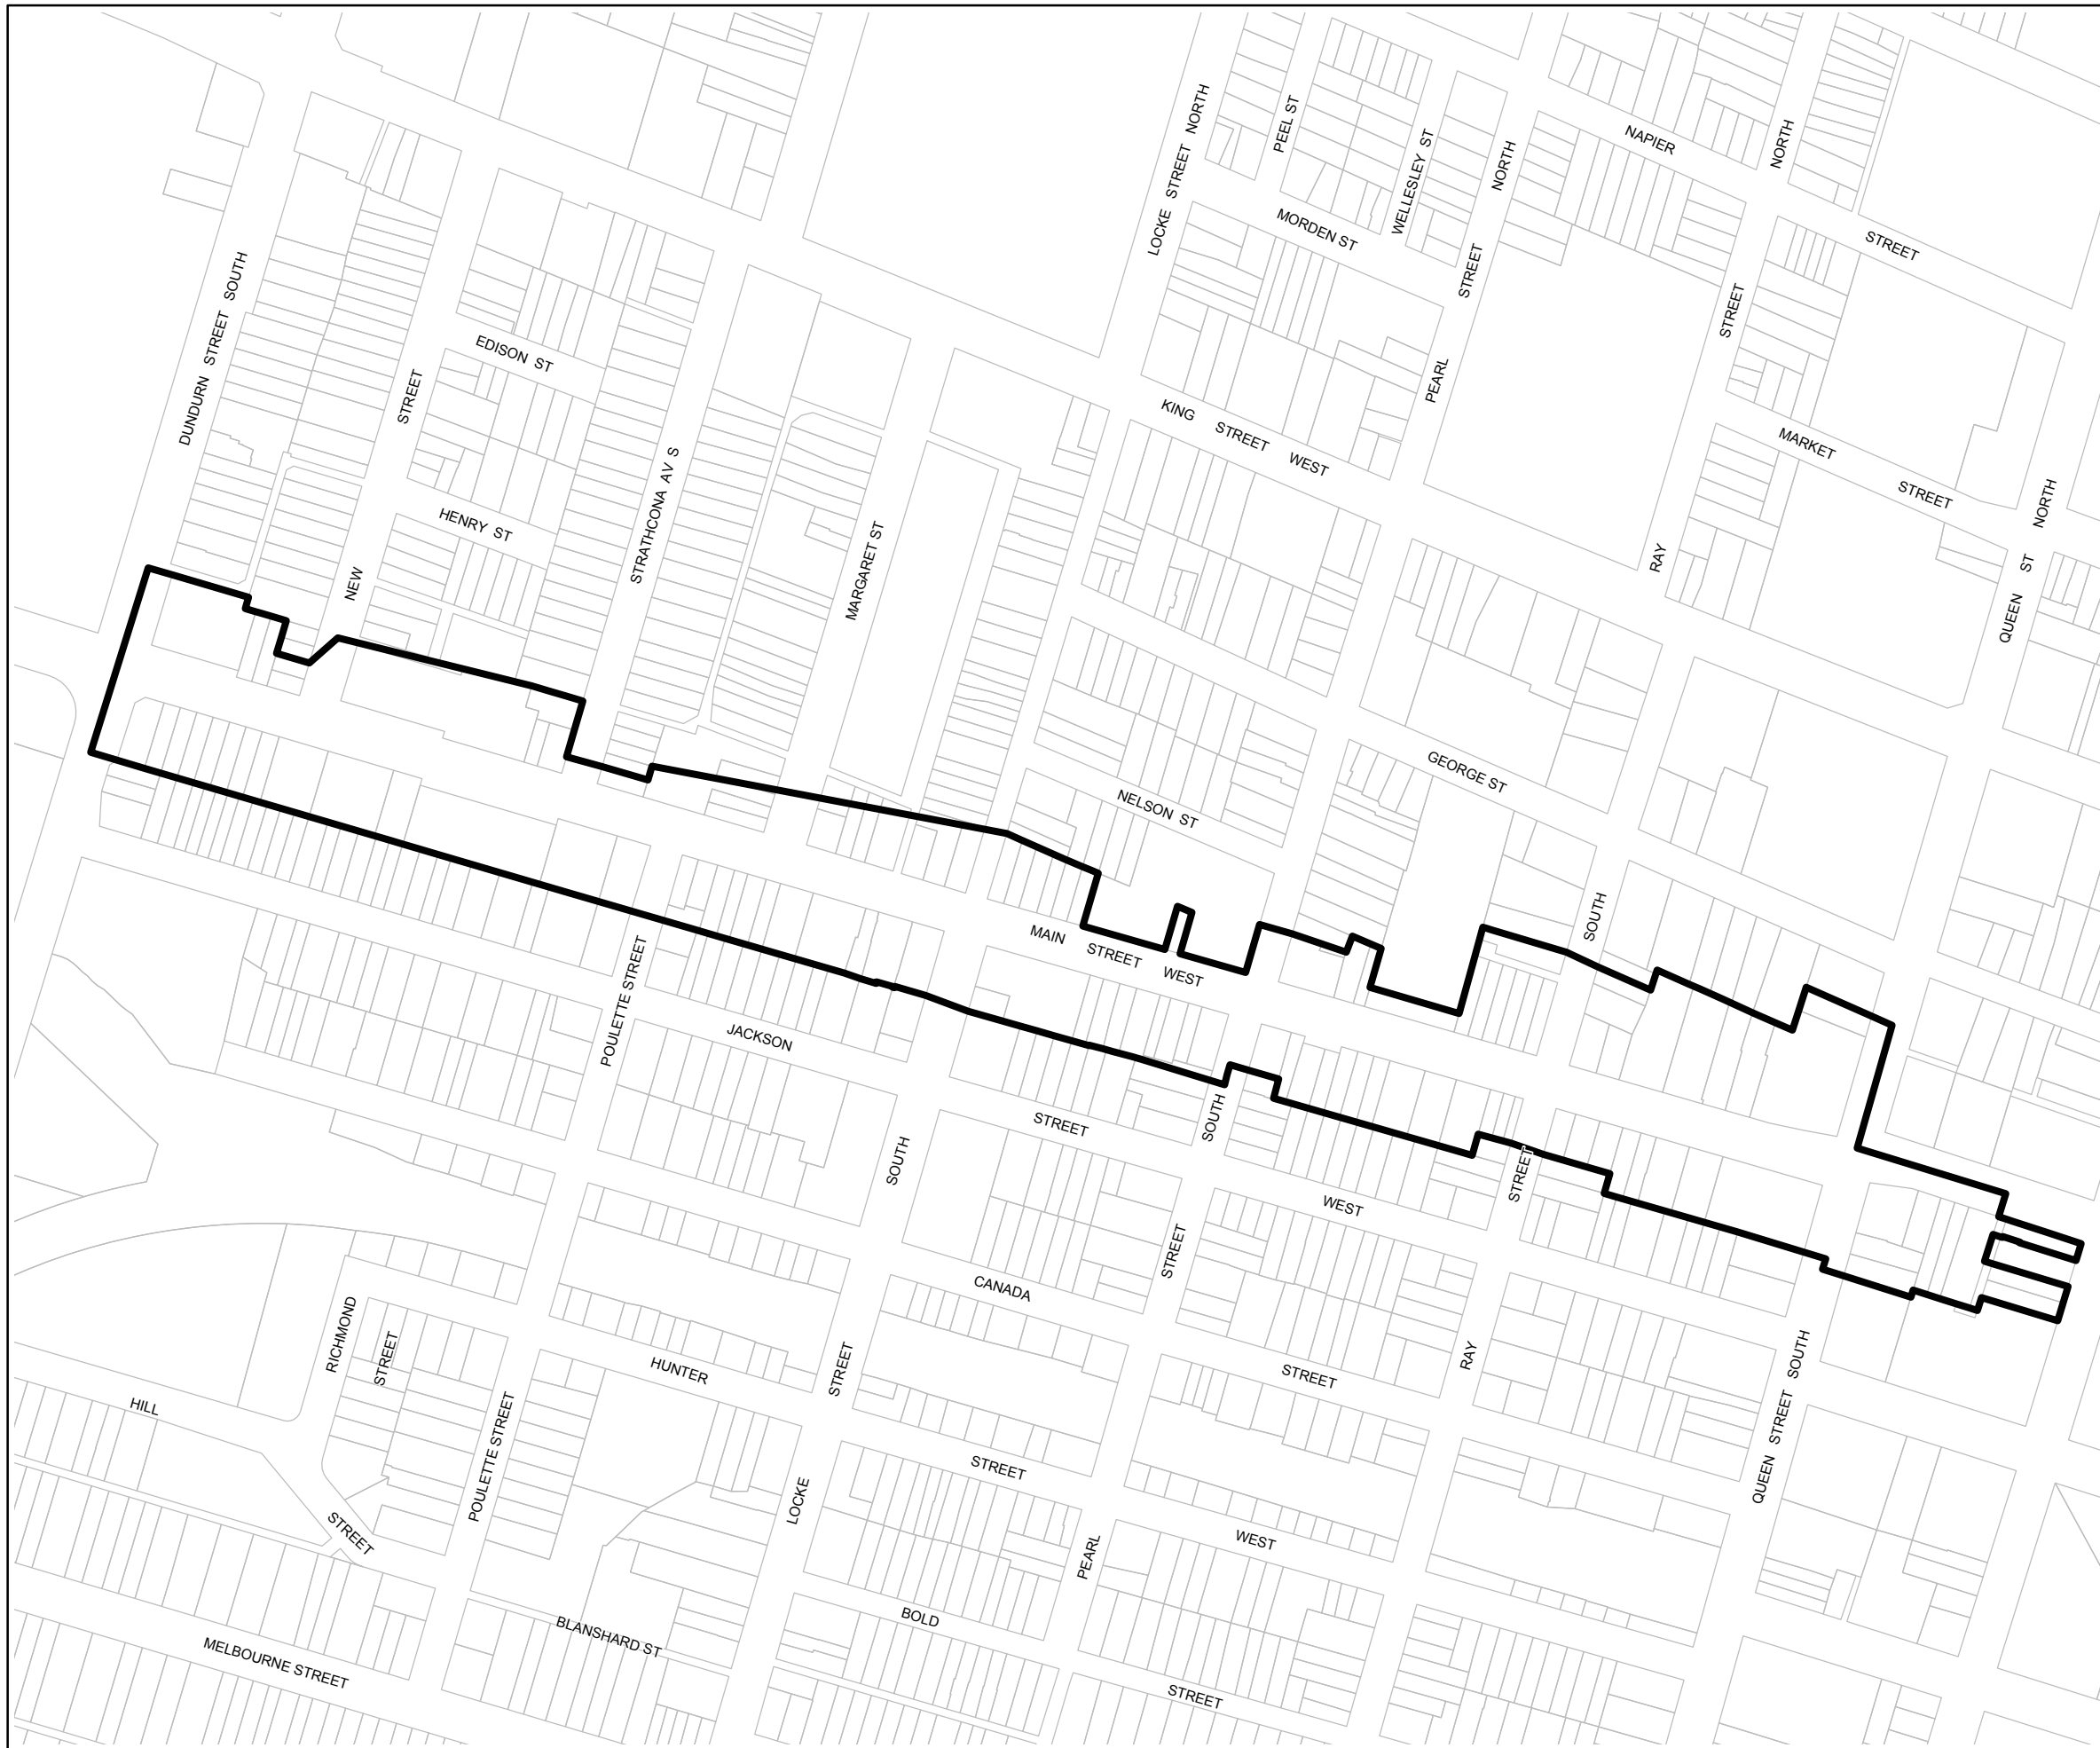 LOCKE STREET NORTH
PEEL ST
WELLESLEY ST
NORTH
NAPIER
NORTH
MORDEN ST
STREET
STREET
STREET
DUNDURN STREET SOUTH
EDISON ST
STREET
PEARL
KING STREET WEST
MARKET
STREET
STRATHCONA AV S
HENRY ST
NEW
MARGARET ST
RAY
QUEEN ST NORTH
GEORGE ST
NELSON ST
SOUTH
MAIN STREET WEST
POULETTE STREET
JACKSON
STREET
SOUTH
SOUTH
STREET
WEST
STREET
CANADA
RICHMOND
STREET
HUNTER
STREET
STREET
RAY
QUEEN STREET SOUTH
HILL
STREET
POULETTE STREET
STREET
LOCKE
PEARL
WEST
BLANSHARD ST
BOLD
MELBOURNE STREET
STREET